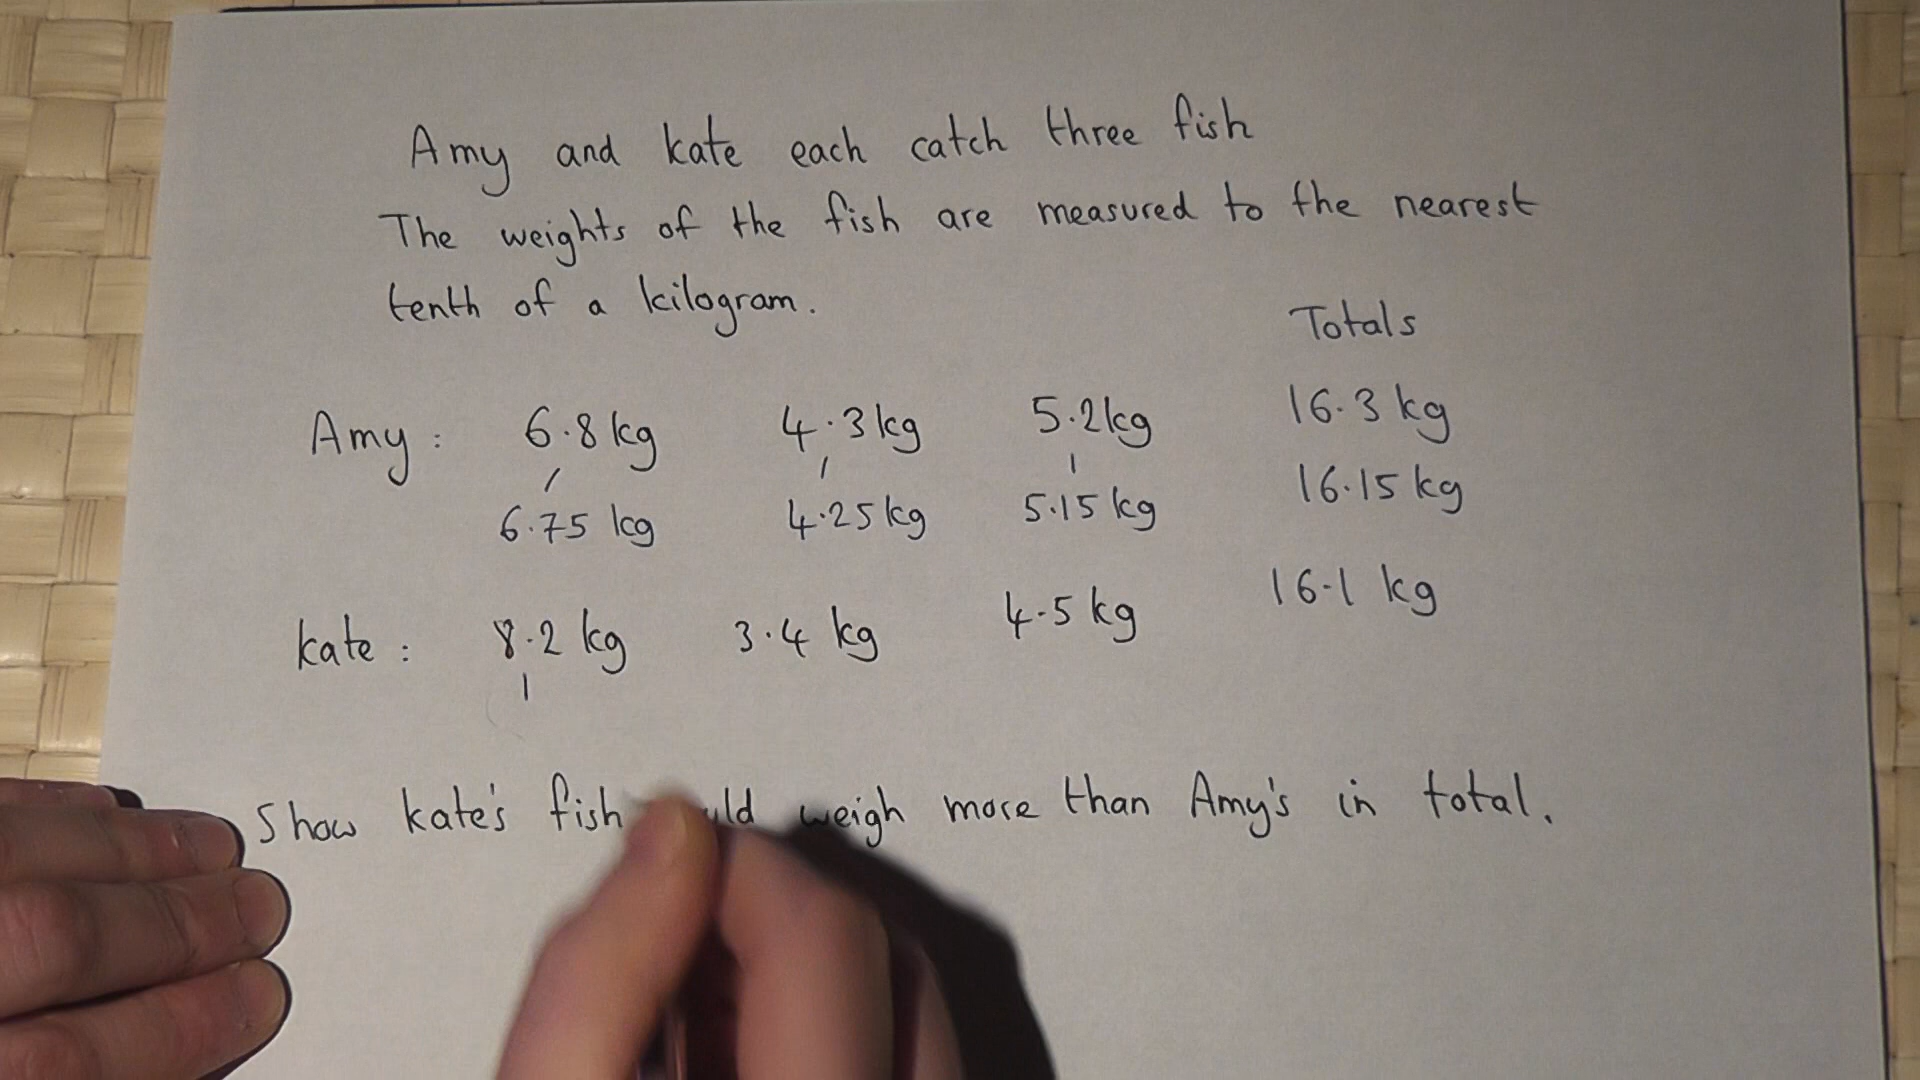 Amy and Kate each catch three fish
The weights of the fish are measured to the nearest
tenth of a kilogram.
Totals
Amy: 6.8 kg 4.3 kg 5.2 kg 16.3 kg
6.75 kg 4.25 kg 5.15 kg 16.15 kg
Kate: 8.2 kg 3.4 kg 4.5 kg 16.1 kg
Show Kate's fish weigh more than Amy's in total.